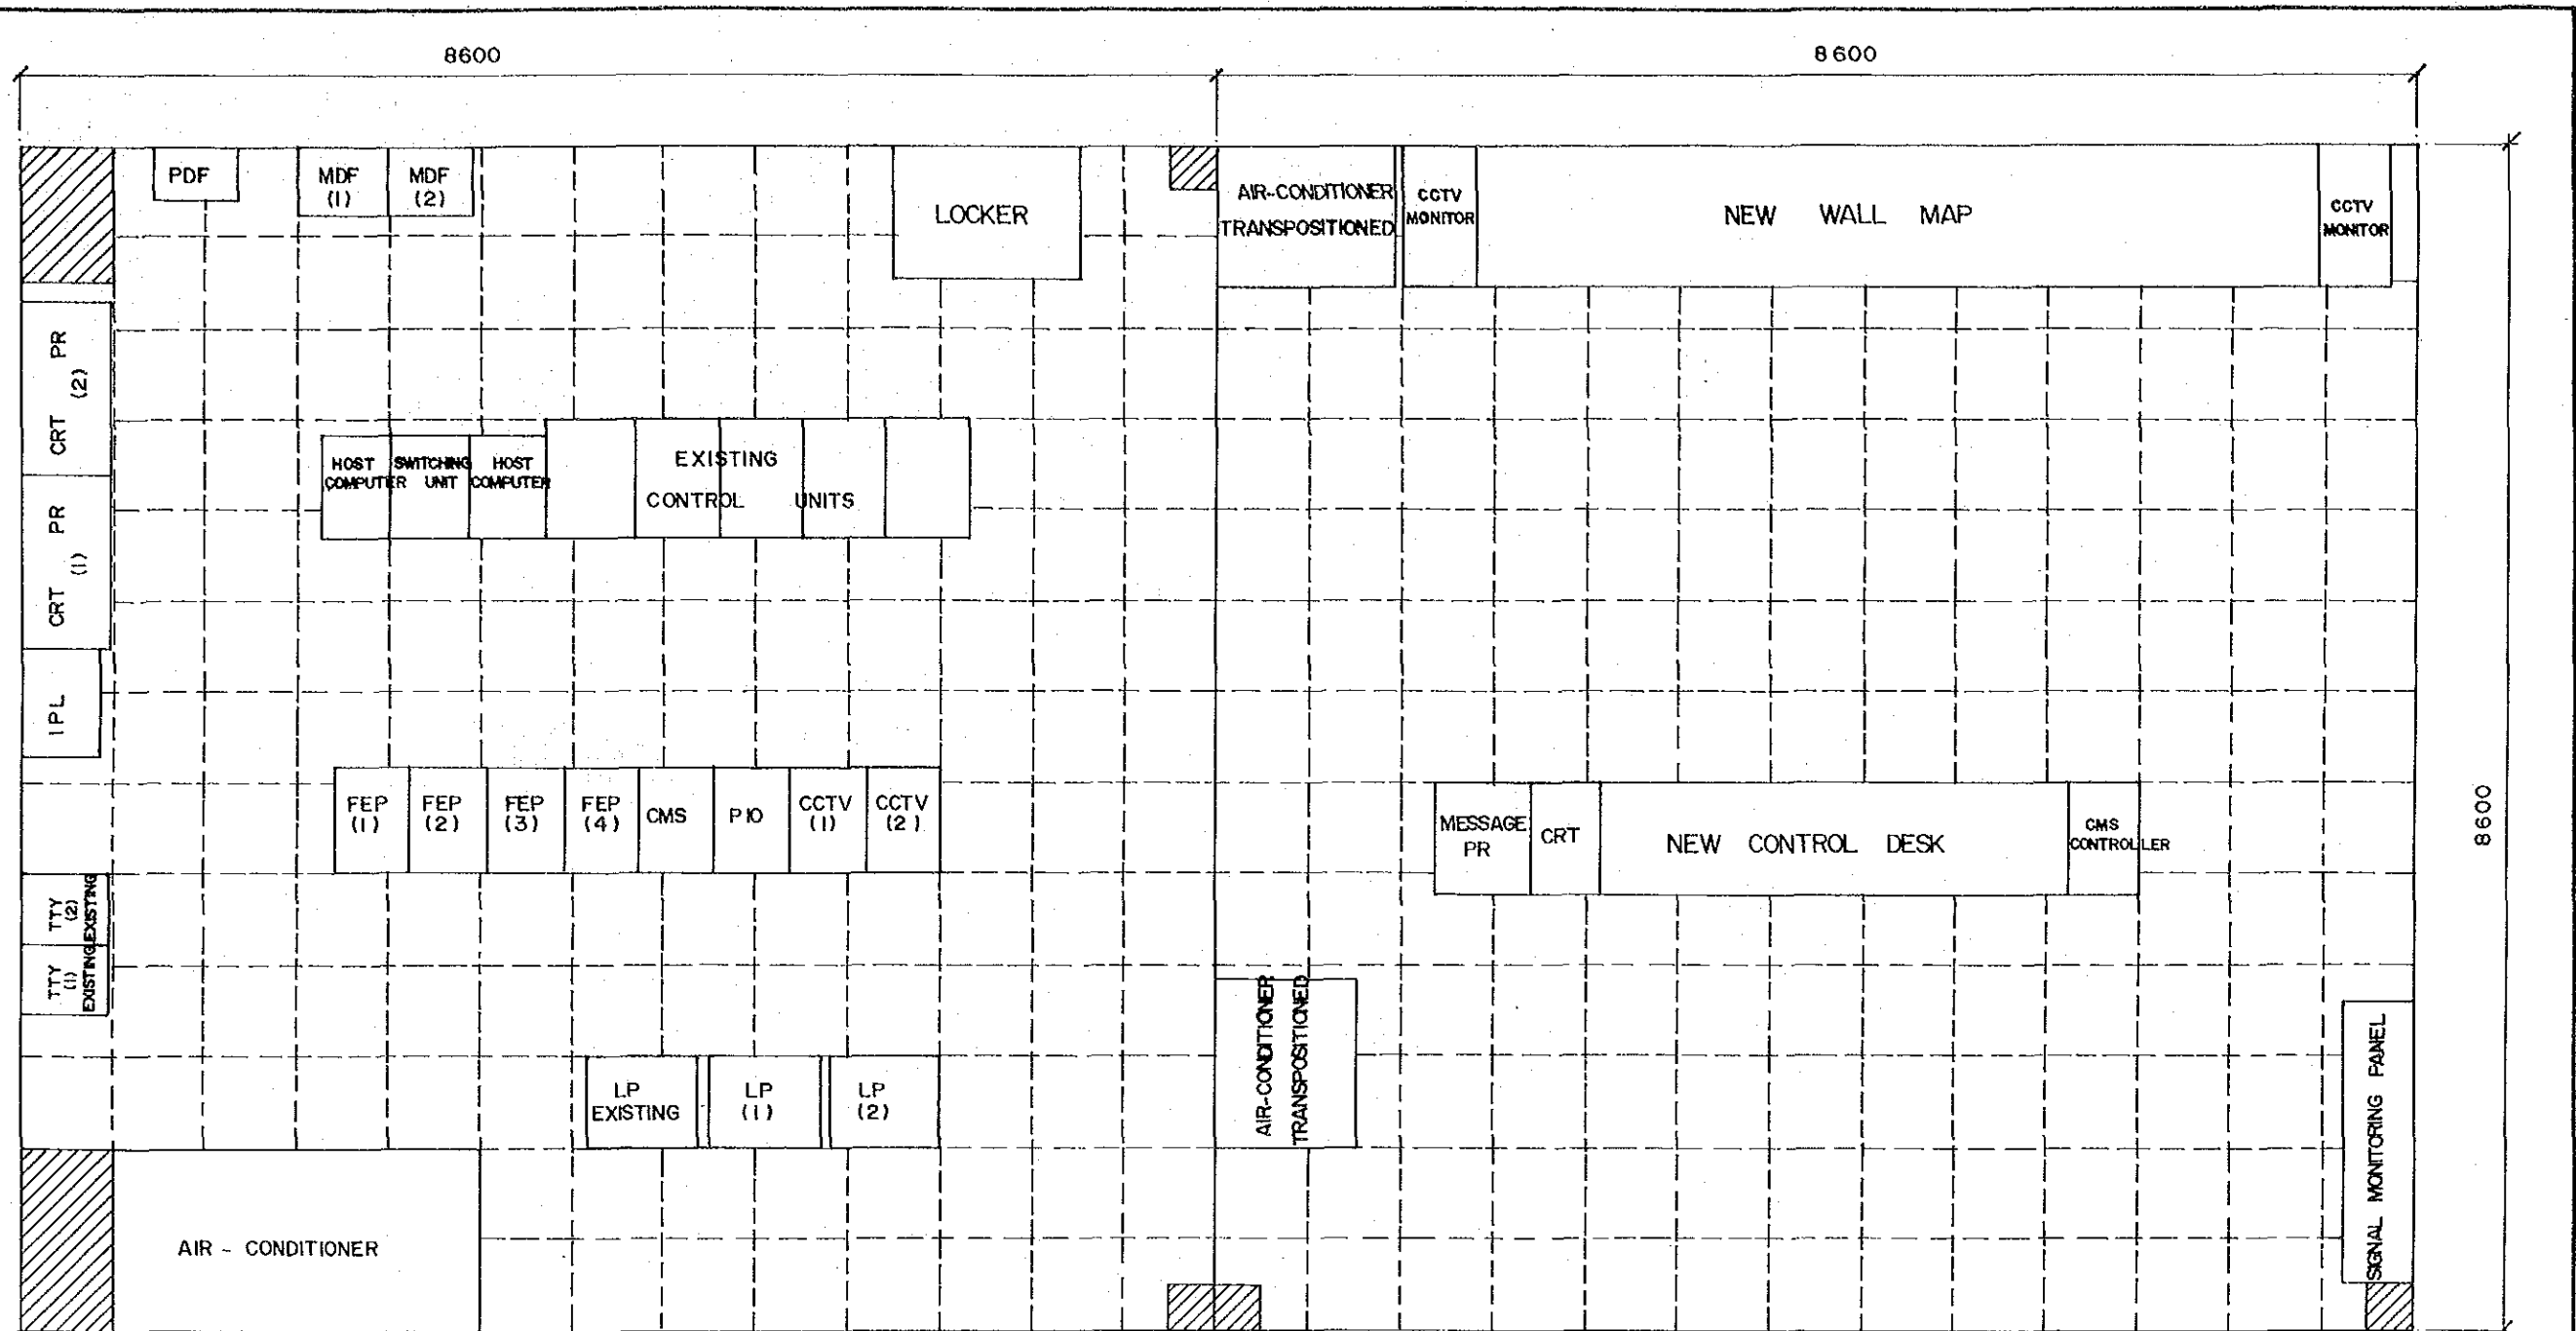 8600
8600
PDF
MDF
(1)
MDF
(2)
LOCKER
AIR-CONDITIONER
TRANSPOSITIONED
CCTV
MONITOR
NEW WALL MAP
CCTV
MONITOR
CRT PR
(2)
CRT PR
(1)
IPL
HOST
COMPUTER
SWITCHING
UNIT
HOST
COMPUTER
EXISTING
CONTROL UNITS
FEP
(1)
FEP
(2)
FEP
(3)
FEP
(4)
CMS
PIO
CCTV
(1)
CCTV
(2)
MESSAGE
PR
CRT
NEW CONTROL DESK
CMS
CONTROLLER
8600
TTY
(2)
EXISTING
TTY
(1)
EXISTING
LP
EXISTING
LP
(1)
LP
(2)
AIR-CONDITIONER
TRANSPOSITIONED
SIGNAL MONITORING PANEL
AIR - CONDITIONER